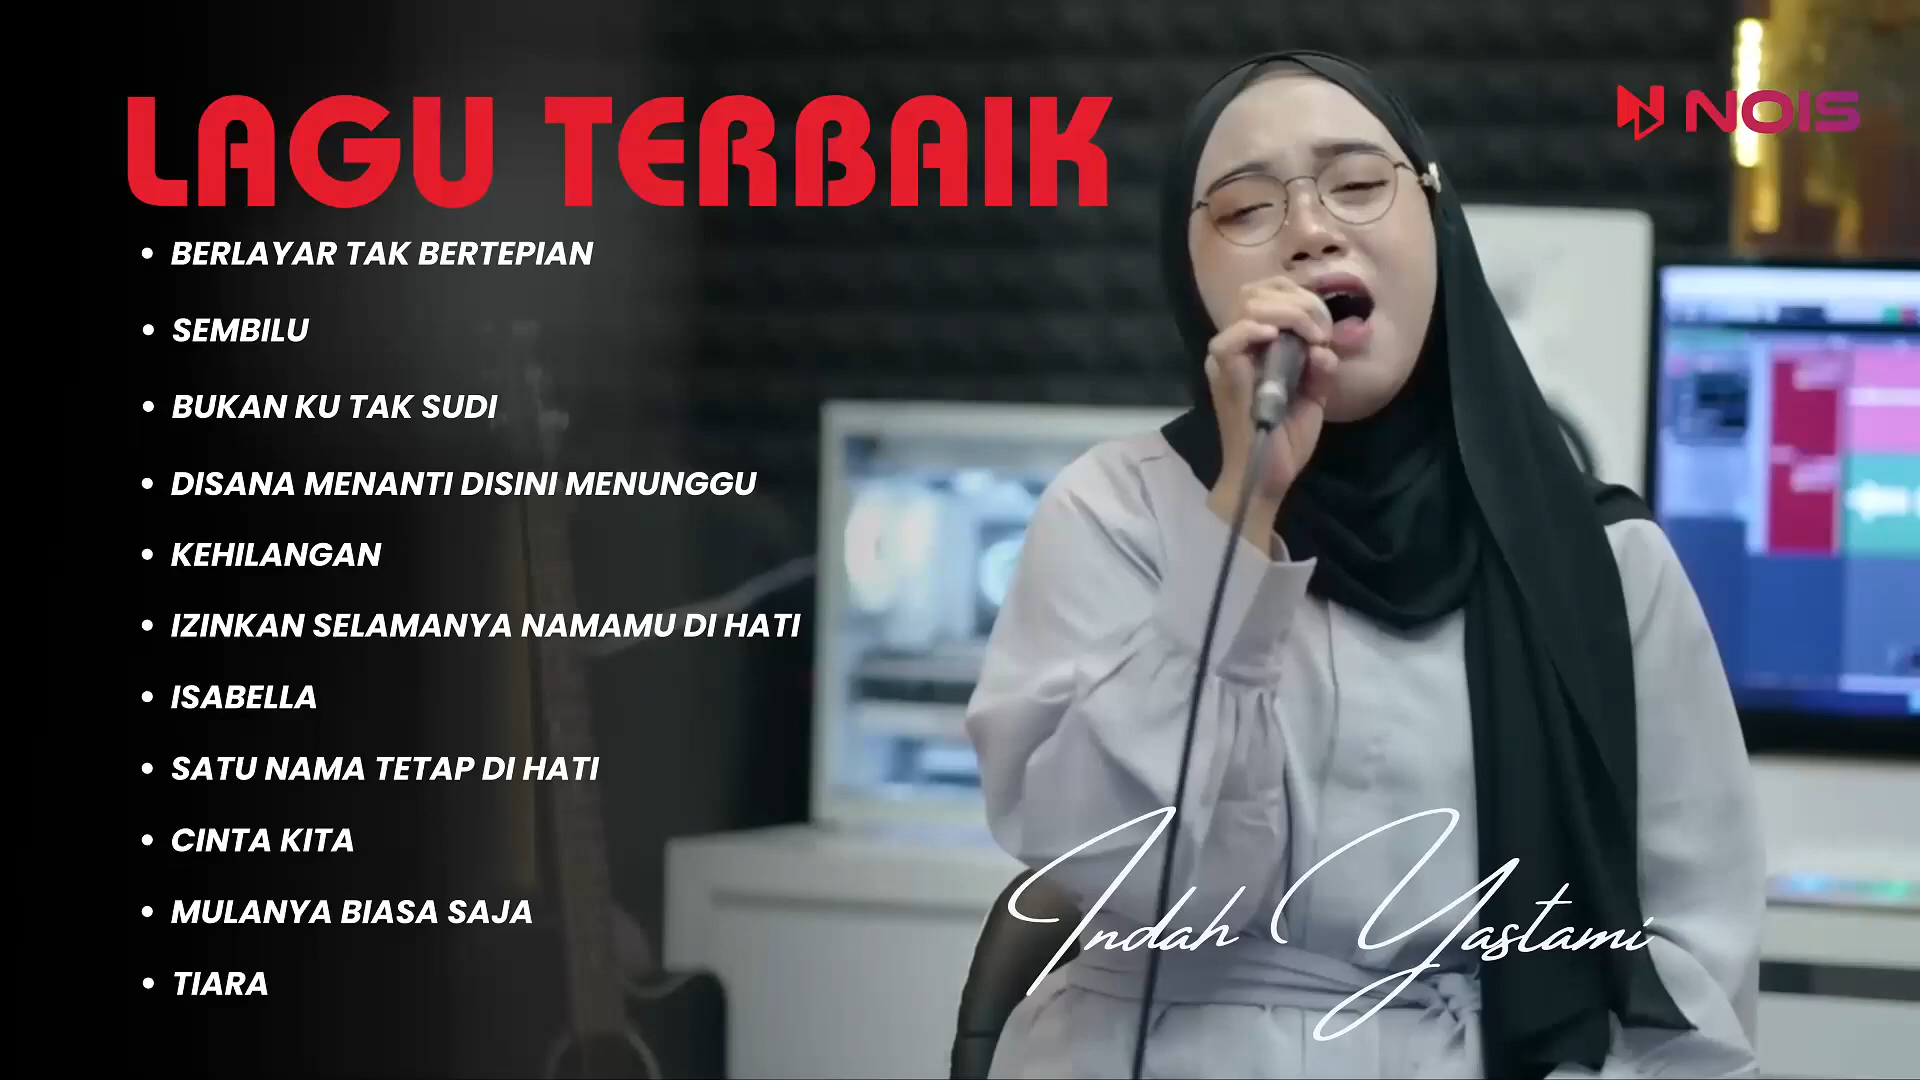 LAGU TERBAIK
NOIS
• BERLAYAR TAK BERTEPIAN
• SEMBILU
• BUKAN KU TAK SUDI
• DISANA MENANTI DISINI MENUNGGU
• KEHILANGAN
• IZINKAN SELAMANYA NAMAMU DI HATI
• ISABELLA
• SATU NAMA TETAP DI HATI
• CINTA KITA
• MULANYA BIASA SAJA
• TIARA
Indah Yastami